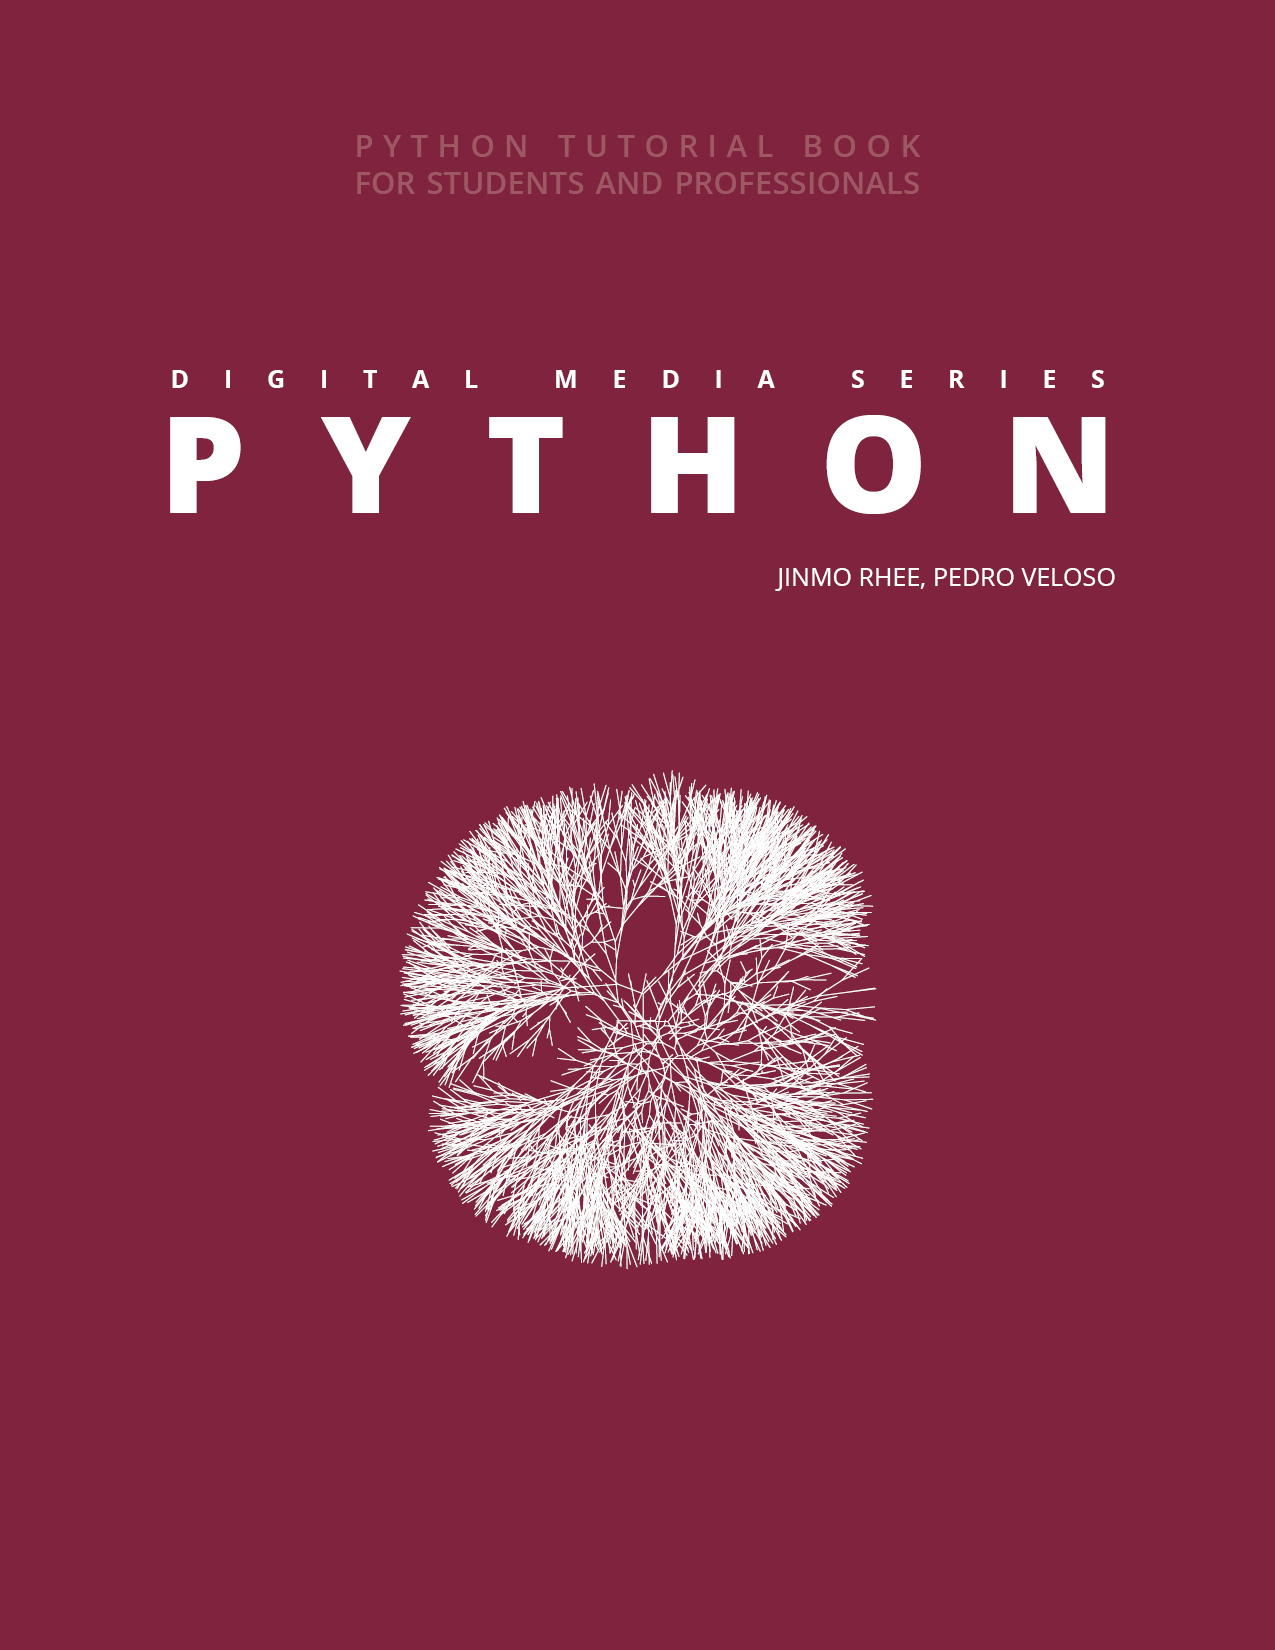 PYTHON TUTORIAL BOOK
FOR STUDENTS AND PROFESSIONALS
DIGITAL MEDIA SERIES
PYTHON
JINMO RHEE, PEDRO VELOSO